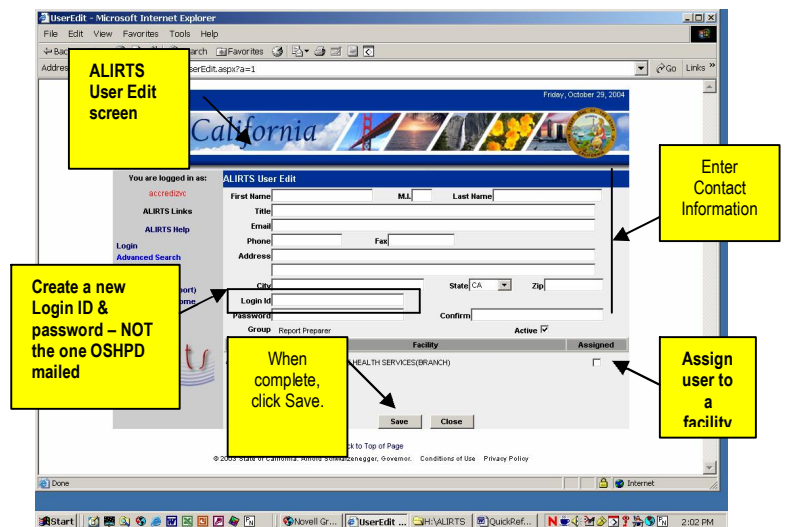 UserEdit - Microsoft Internet Explorer
File Edit View Favorites Tools Help
Favorites
serEdit.aspx?a=1
Go Links »
ALIRTS
User Edit
screen
Friday, October 29, 2004
California
You are logged in as:
accredizvc
ALIRTS Links
ALIRTS Help
Login
Advanced Search
ALIRTS User Edit
First Name M.I. Last Name
Title
Email
Phone Fax
Address
City State CA Zip
Login Id
Password Confirm
Group Report Preparer Active
Facility Assigned
HEALTH SERVICES(BRANCH)
Save Close
to Top of Page
Conditions of Use Privacy Policy
Enter
Contact
Information
Create a new
Login ID &
password – NOT
the one OSHPD
mailed
When
complete,
click Save.
Assign
user to
a
facility
Done Internet
Start Novell Gr... UserEdit ... H:\ALIRTS QuickRef... 2:02 PM